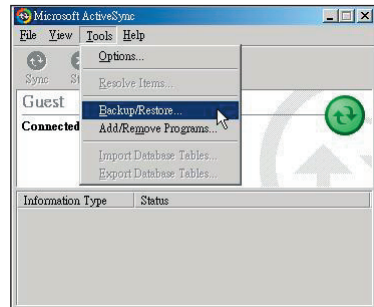 Microsoft ActiveSync
File View Tools Help
Options...
Sync
Resolve Items...
Guest
Backup/Restore...
Connected
Add/Remove Programs...
Import Database Tables...
Export Database Tables...
Information Type Status